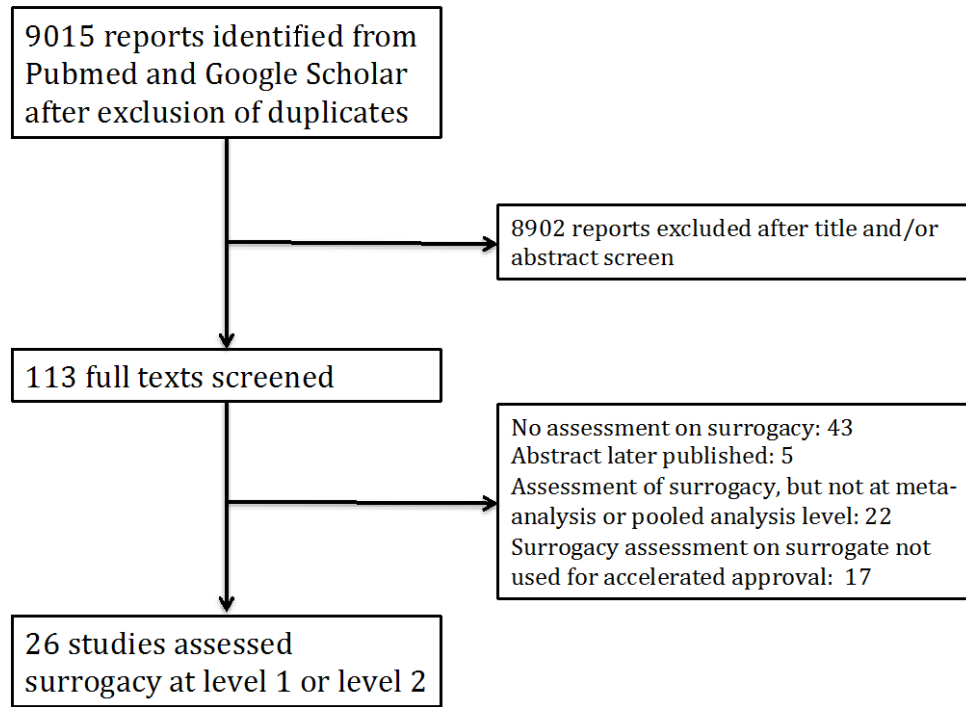 9015 reports identified from
Pubmed and Google Scholar
after exclusion of duplicates
8902 reports excluded after title and/or
abstract screen
113 full texts screened
No assessment on surrogacy: 43
Abstract later published: 5
Assessment of surrogacy, but not at meta-
analysis or pooled analysis level: 22
Surrogacy assessment on surrogate not
used for accelerated approval: 17
26 studies assessed
surrogacy at level 1 or level 2